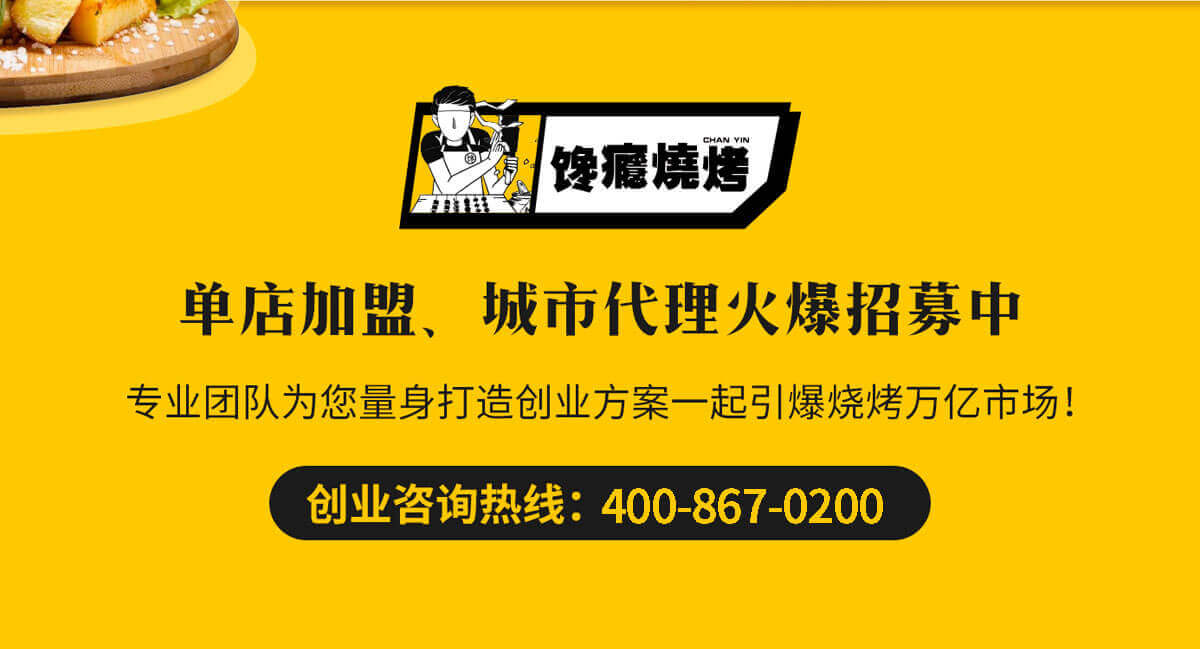 CHAN YIN
馋癮燒烤
单店加盟、城市代理火爆招募中
专业团队为您量身打造创业方案一起引爆烧烤万亿市场!
创业咨询热线:400-867-0200